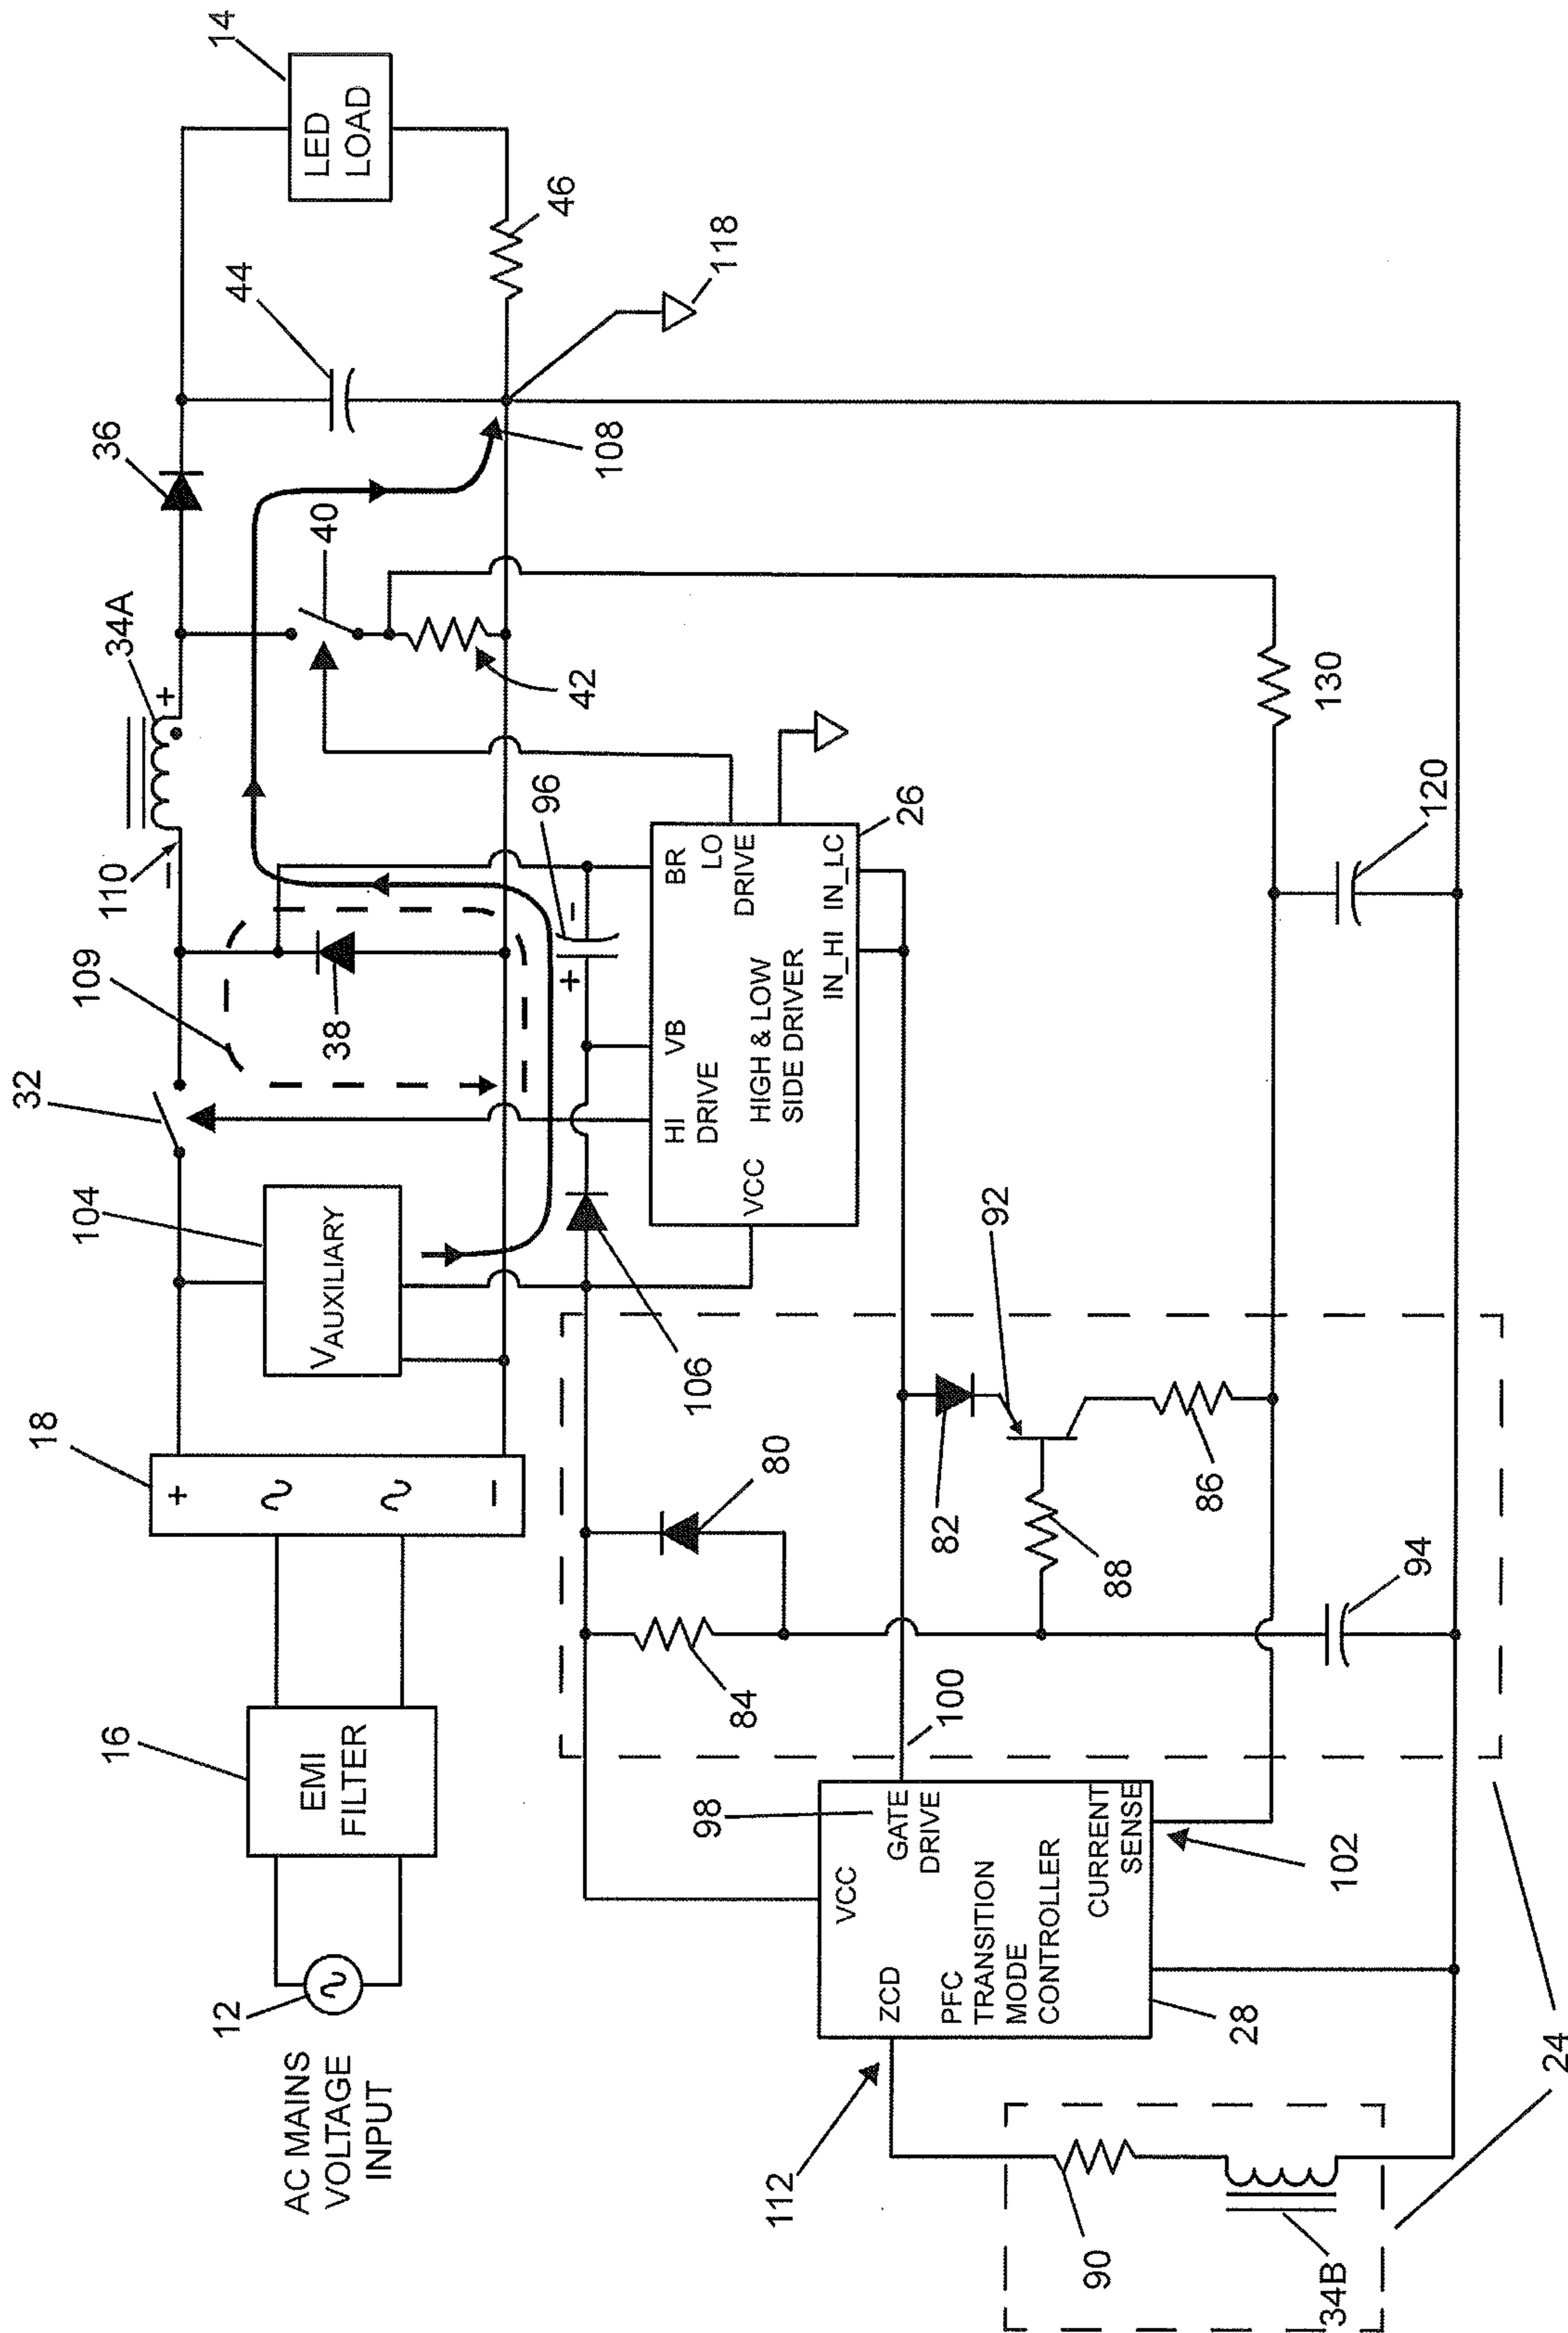 12
AC MAINS
VOLTAGE
INPUT
16
EMI
FILTER
18
+
−
104
VAUXILIARY
32
109
110
−
34A
+
36
44
14
LED
LOAD
38
40
42
108
46
118
106
96
+
−
HI
DRIVE
VB
BR
LO
DRIVE
VCC
HIGH & LOW
SIDE DRIVER
IN_HI
IN_LC
26
84
80
82
92
88
86
94
130
120
98
100
VCC
GATE
DRIVE
ZCD
PFC
TRANSITION
MODE
CONTROLLER
CURRENT
SENSE
28
102
112
90
34B
24